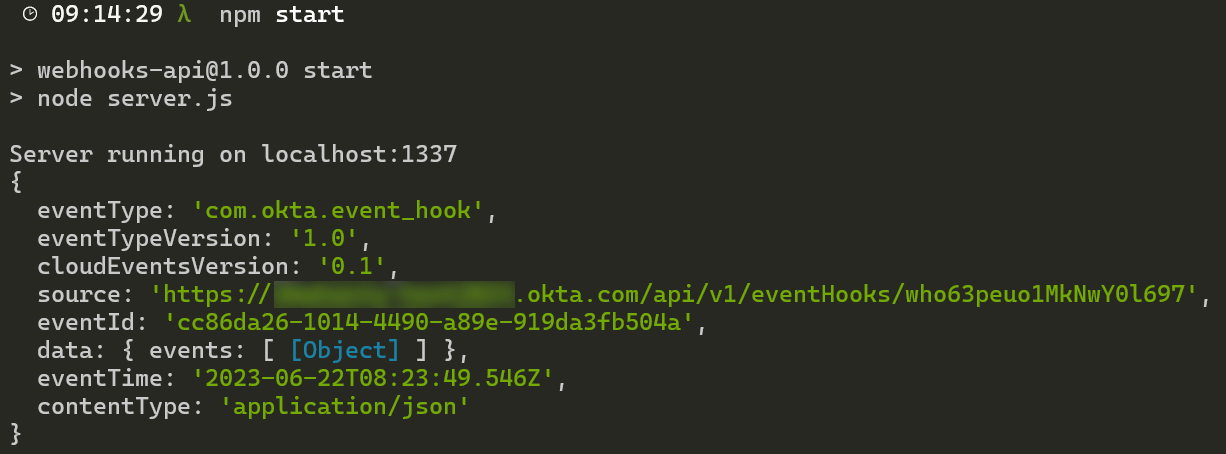 09:14:29 λ npm start
> webhooks-api@1.0.0 start
> node server.js
Server running on localhost:1337
{
eventType: 'com.okta.event_hook',
eventTypeVersion: '1.0',
cloudEventsVersion: '0.1',
source: 'https:// .okta.com/api/v1/eventHooks/who63peuo1MkNwY0l697',
eventId: 'cc86da26-1014-4490-a89e-919da3fb504a',
data: { events: [ [Object] ] },
eventTime: '2023-06-22T08:23:49.546Z',
contentType: 'application/json'
}